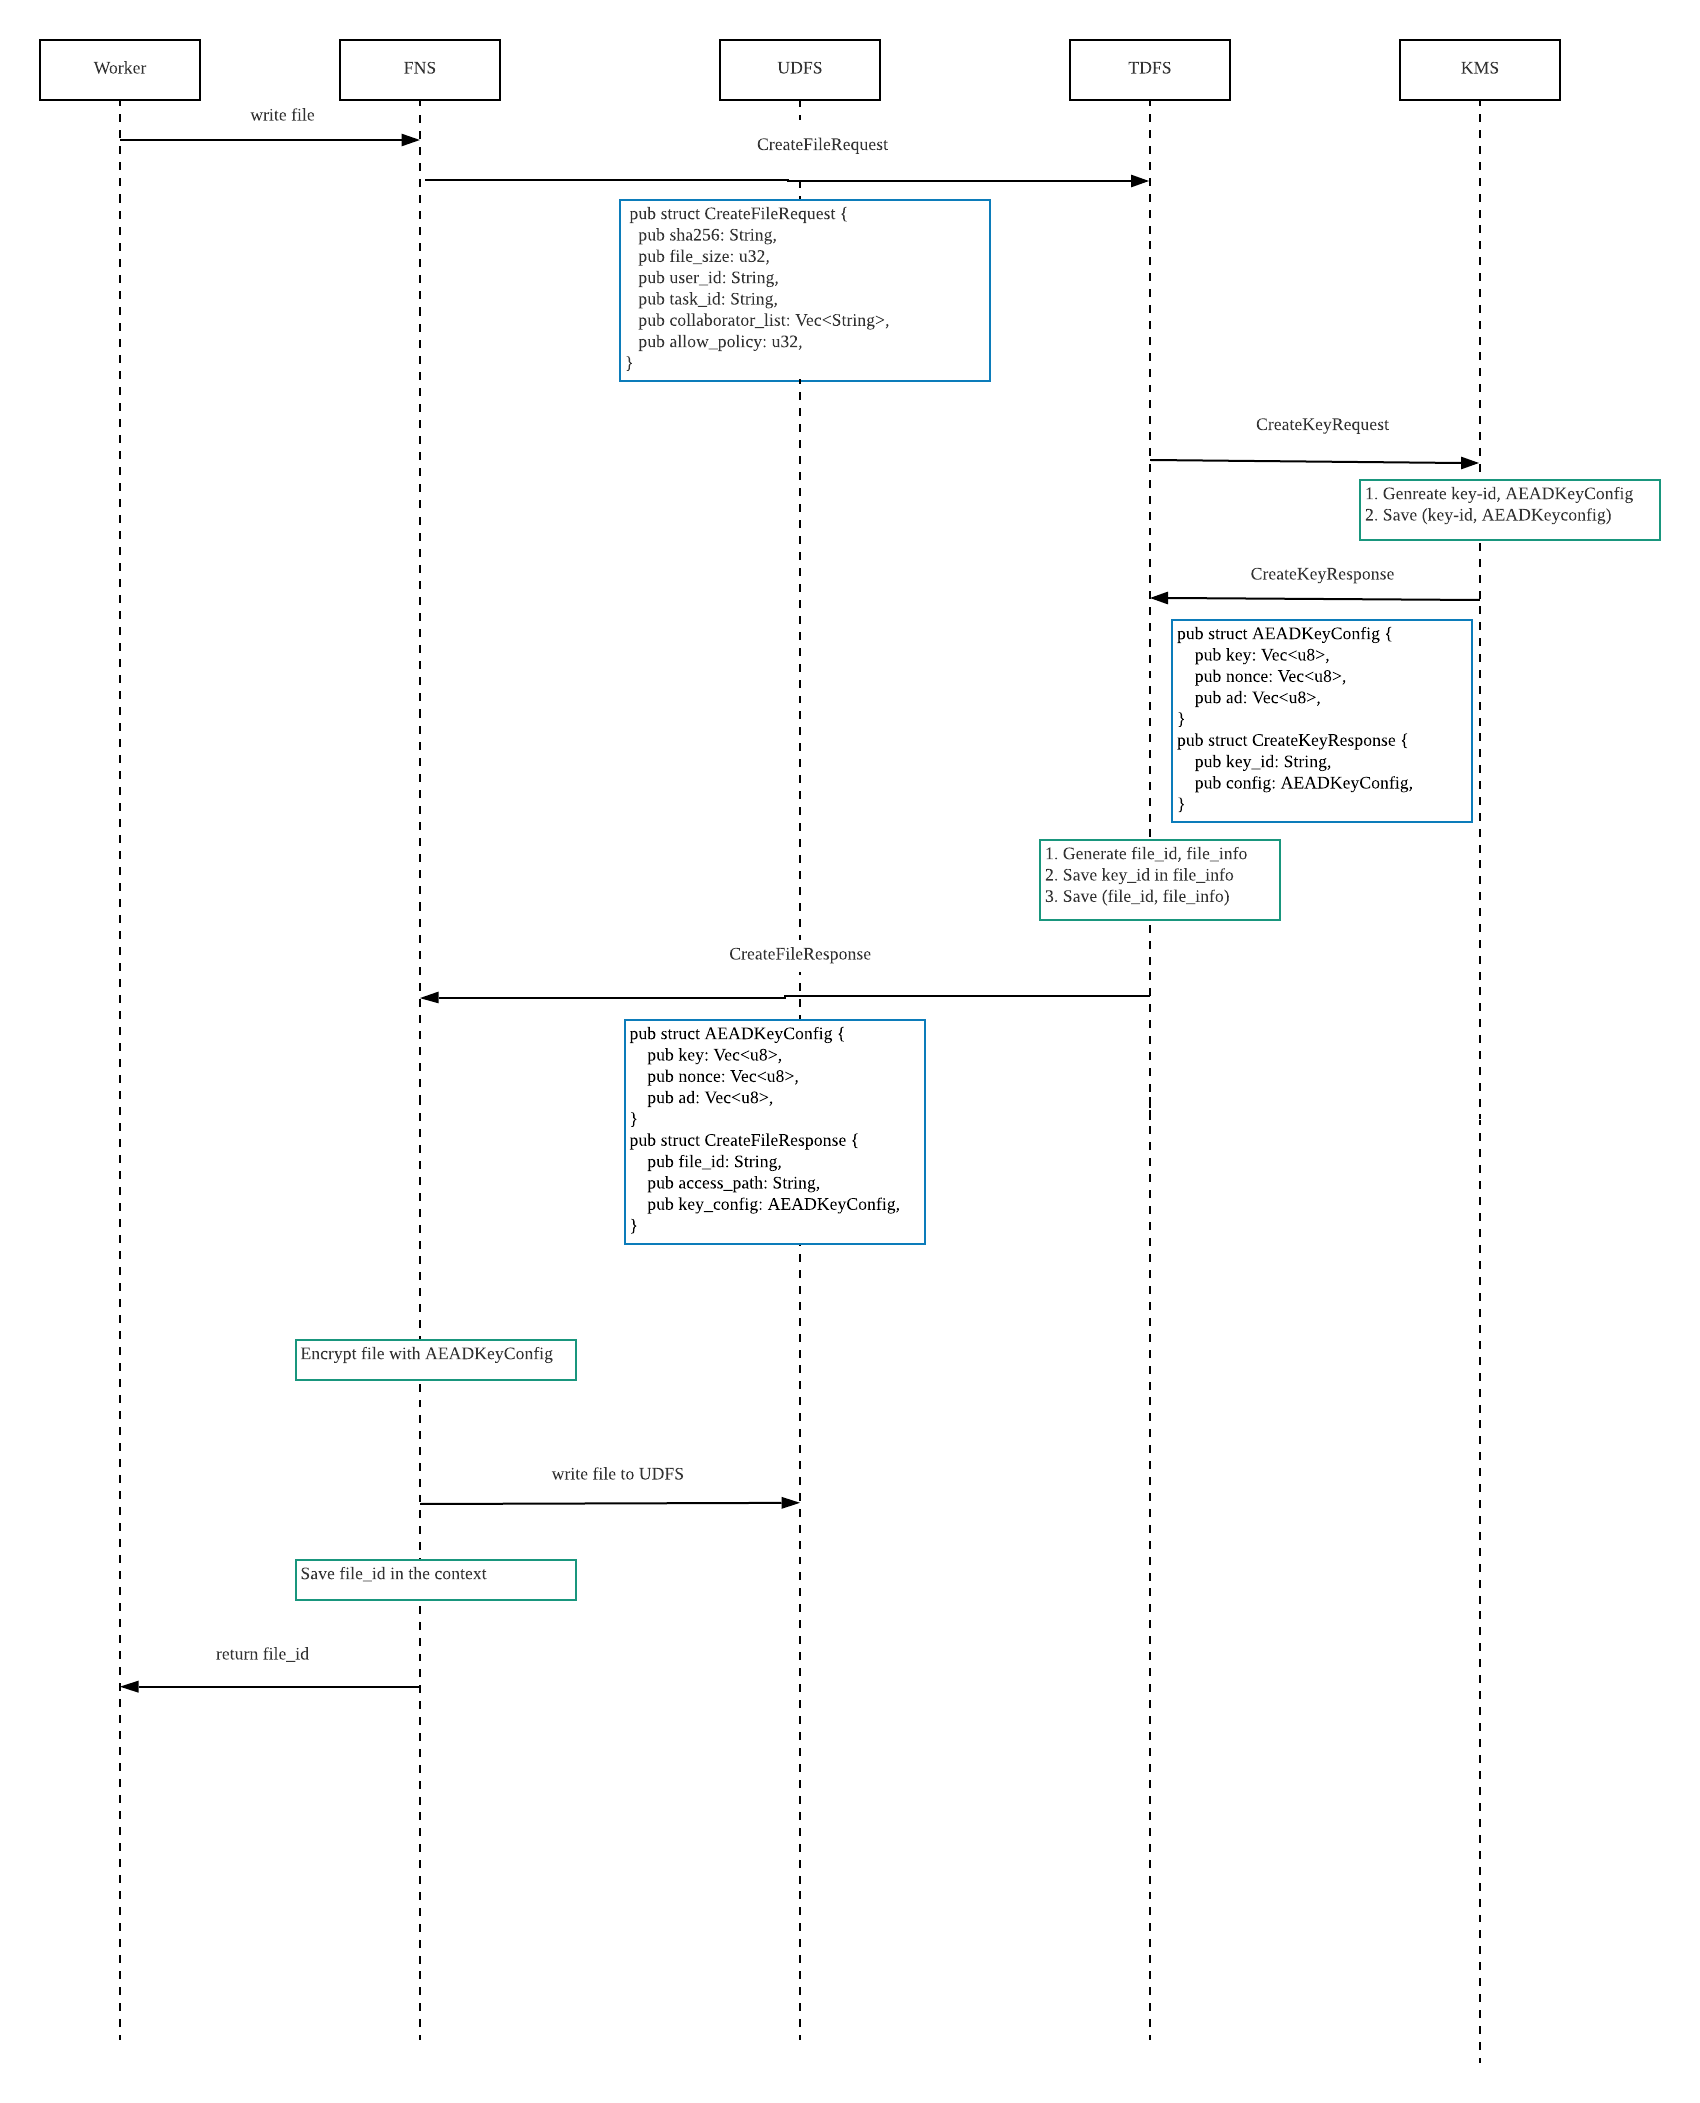 Worker
FNS
UDFS
TDFS
KMS
write file
CreateFileRequest
pub struct CreateFileRequest {
pub sha256: String,
pub file_size: u32,
pub user_id: String,
pub task_id: String,
pub collaborator_list: Vec<String>,
pub allow_policy: u32,
}
CreateKeyRequest
1. Genreate key-id, AEADKeyConfig
2. Save (key-id, AEADKeyconfig)
CreateKeyResponse
pub struct AEADKeyConfig {
pub key: Vec<u8>,
pub nonce: Vec<u8>,
pub ad: Vec<u8>,
}
pub struct CreateKeyResponse {
pub key_id: String,
pub config: AEADKeyConfig,
}
1. Generate file_id, file_info
2. Save key_id in file_info
3. Save (file_id, file_info)
CreateFileResponse
pub struct AEADKeyConfig {
pub key: Vec<u8>,
pub nonce: Vec<u8>,
pub ad: Vec<u8>,
}
pub struct CreateFileResponse {
pub file_id: String,
pub access_path: String,
pub key_config: AEADKeyConfig,
}
Encrypt file with AEADKeyConfig
write file to UDFS
Save file_id in the context
return file_id